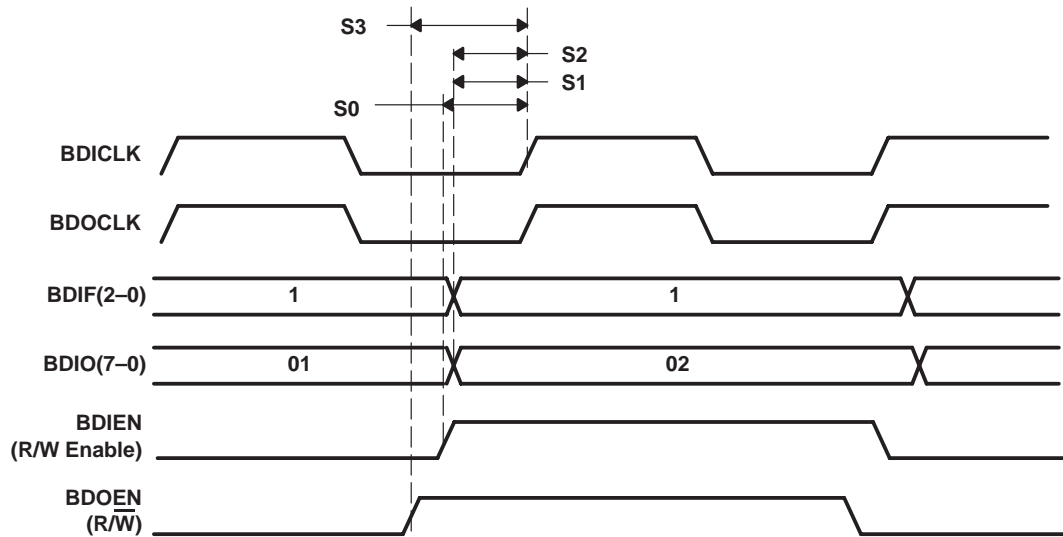 S3
S2
S1
S0
BDICLK
BDOCLK
BDIF(2–0)
1
1
BDIO(7–0)
01
02
BDIEN
(R/W Enable)
BDOEN
(R/W̅)